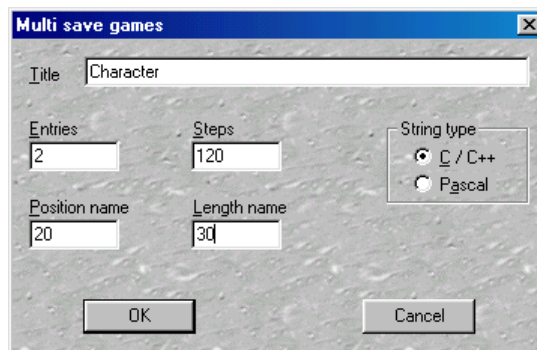 Multi save games
Title Character
Entries Steps String type
2 120 C / C++
Pascal
Position name Length name
20 30
OK Cancel